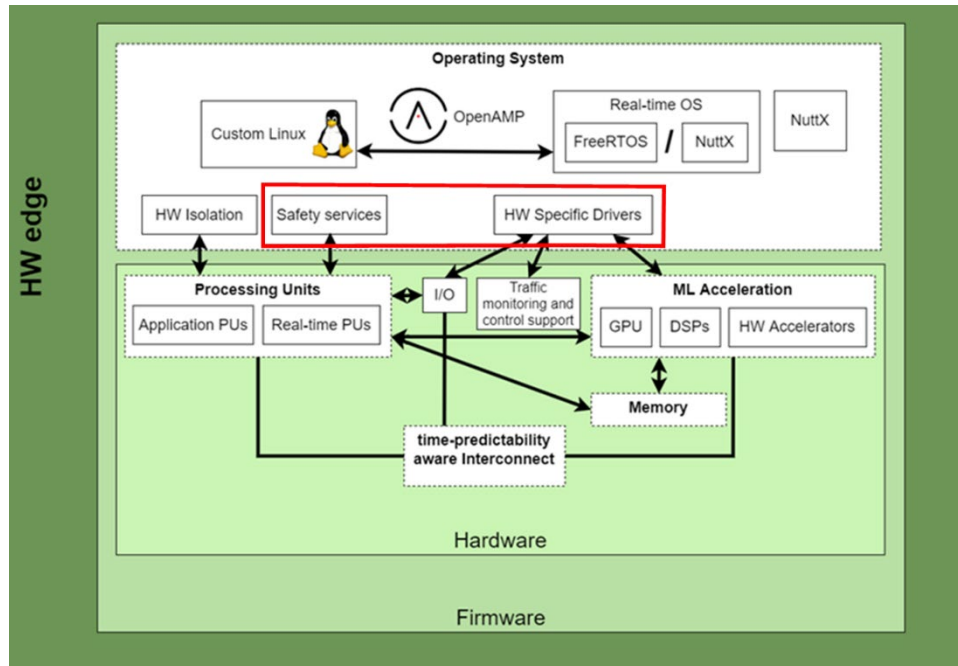 Operating System
Custom Linux
OpenAMP
Real-time OS
FreeRTOS
/
NuttX
NuttX
HW Isolation
Safety services
HW Specific Drivers
HW edge
Processing Units
Application PUs
Real-time PUs
I/O
Traffic
monitoring and
control support
ML Acceleration
GPU
DSPs
HW Accelerators
Memory
time-predictability
aware Interconnect
Hardware
Firmware